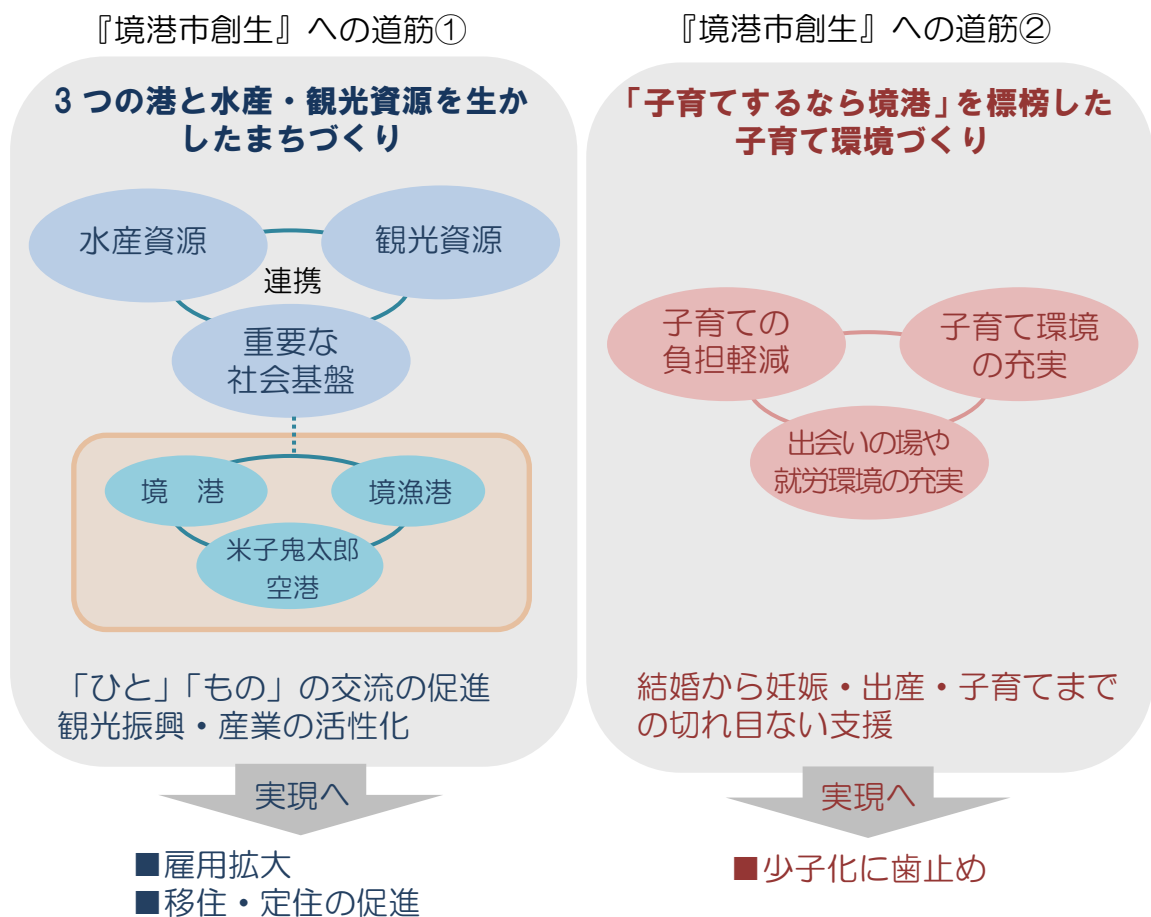 『境港市創生』への道筋①
3つの港と水産・観光資源を生か
したまちづくり
水産資源
観光資源
連携
重要な
社会基盤
境　港
境漁港
米子鬼太郎
空港
「ひと」「もの」の交流の促進
観光振興・産業の活性化
実現へ
■雇用拡大
■移住・定住の促進
『境港市創生』への道筋②
「子育てするなら境港」を標榜した
子育て環境づくり
子育ての
負担軽減
子育て環境
の充実
出会いの場や
就労環境の充実
結婚から妊娠・出産・子育てまで
の切れ目ない支援
実現へ
■少子化に歯止め